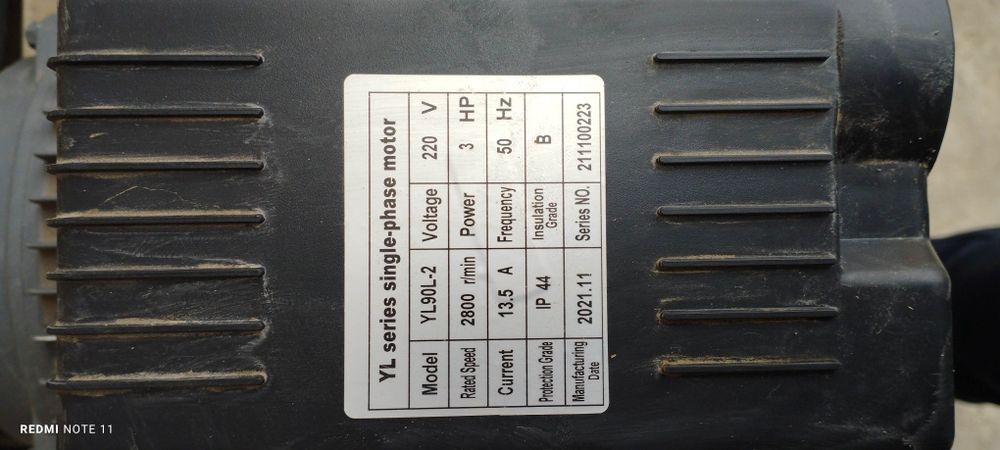 YL series single-phase motor
Model YL90L-2 Voltage 220 V
Rated Speed 2800 r/min Power 3 HP
Current 13.5 A Frequency 50 Hz
Protection Grade IP 44 Insulation Grade B
Manufacturing Date 2021.11 Series NO. 211100223
REDMI NOTE 11